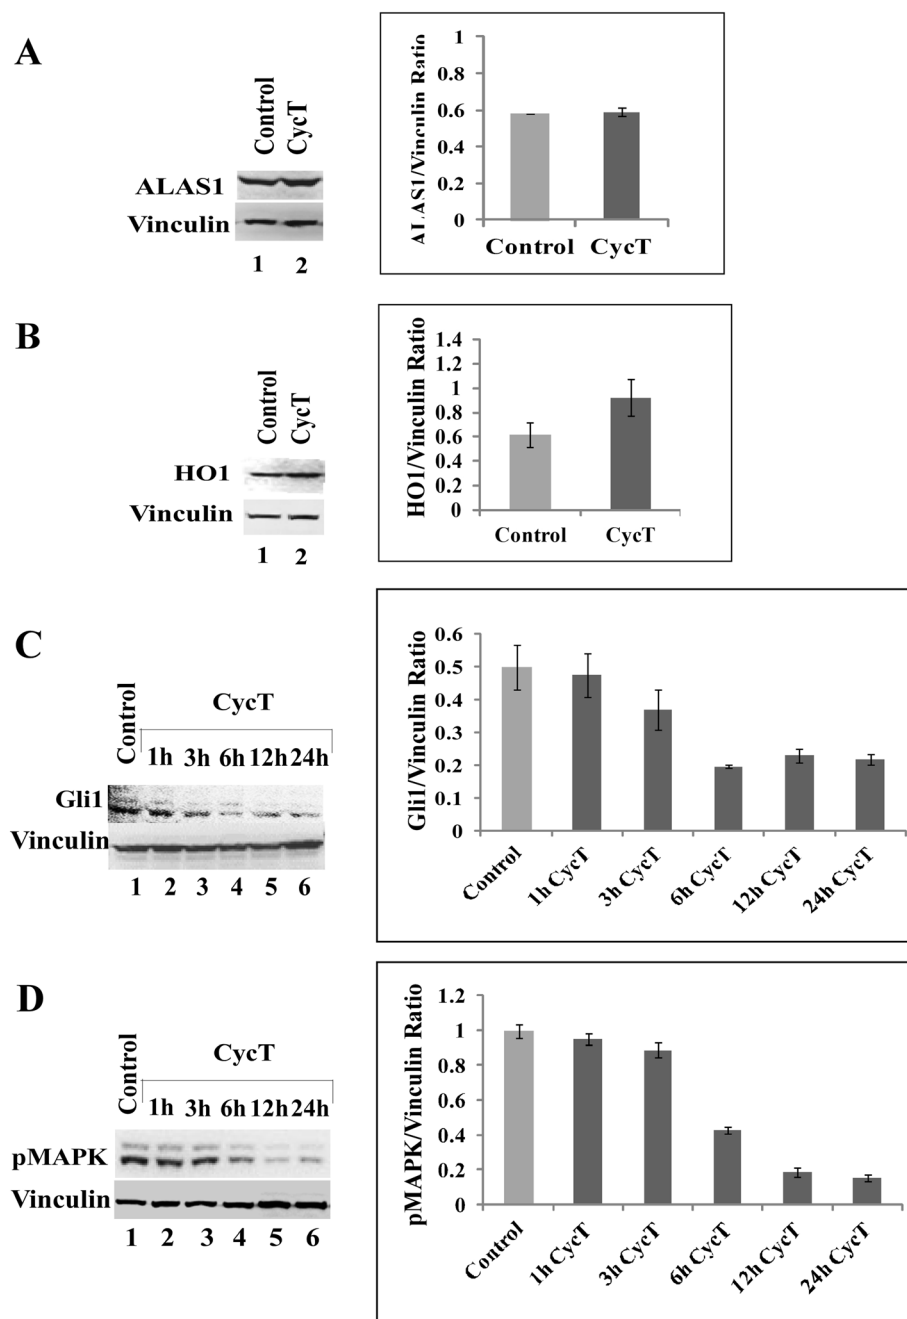 A
Control
CycT
ALAS1
Vinculin
1 2
ALAS1/Vinculin Ratio
1
0.8
0.6
0.4
0.2
0
Control CycT
B
Control
CycT
HO1
Vinculin
1 2
HO1/Vinculin Ratio
1.4
1.2
1
0.8
0.6
0.4
0.2
0
Control CycT
C
Control
CycT
1h 3h 6h 12h 24h
Gli1
Vinculin
1 2 3 4 5 6
Gli1/Vinculin Ratio
0.6
0.5
0.4
0.3
0.2
0.1
0
Control
1h CycT
3h CycT
6h CycT
12h CycT
24h CycT
D
Control
CycT
1h 3h 6h 12h 24h
pMAPK
Vinculin
1 2 3 4 5 6
pMAPK/Vinculin Ratio
1.2
1
0.8
0.6
0.4
0.2
0
Control
1h CycT
3h CycT
6h CycT
12h CycT
24h CycT